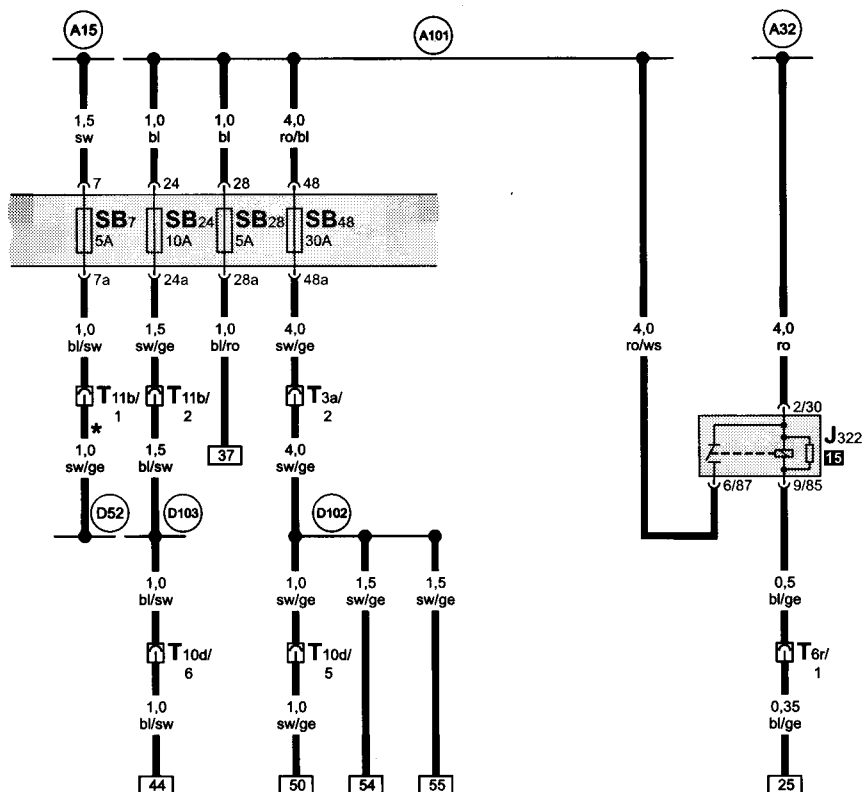 A15 A101 A32
1,5 1,0 1,0 4,0
sw bl bl ro/bl
7 24 28 48
SB7 SB24 SB28 SB48
5A 10A 5A 30A
7a 24a 28a 48a
1,0 1,5 1,0 4,0 4,0 4,0
bl/sw sw/ge bl/ro sw/ge ro/ws ro
T11b/ T11b/ T3a/ 2/30
1 2 2 J322
* 37 15
1,0 1,5 4,0 6/87 9/85
sw/ge bl/sw sw/ge
D52 D103 D102
1,0 1,0 1,5 1,5 0,5
bl/sw sw/ge sw/ge sw/ge bl/ge
T10d/ T10d/ T6r/
6 5 1
1,0 1,0 0,35
bl/sw sw/ge bl/ge
44 50 54 55 25